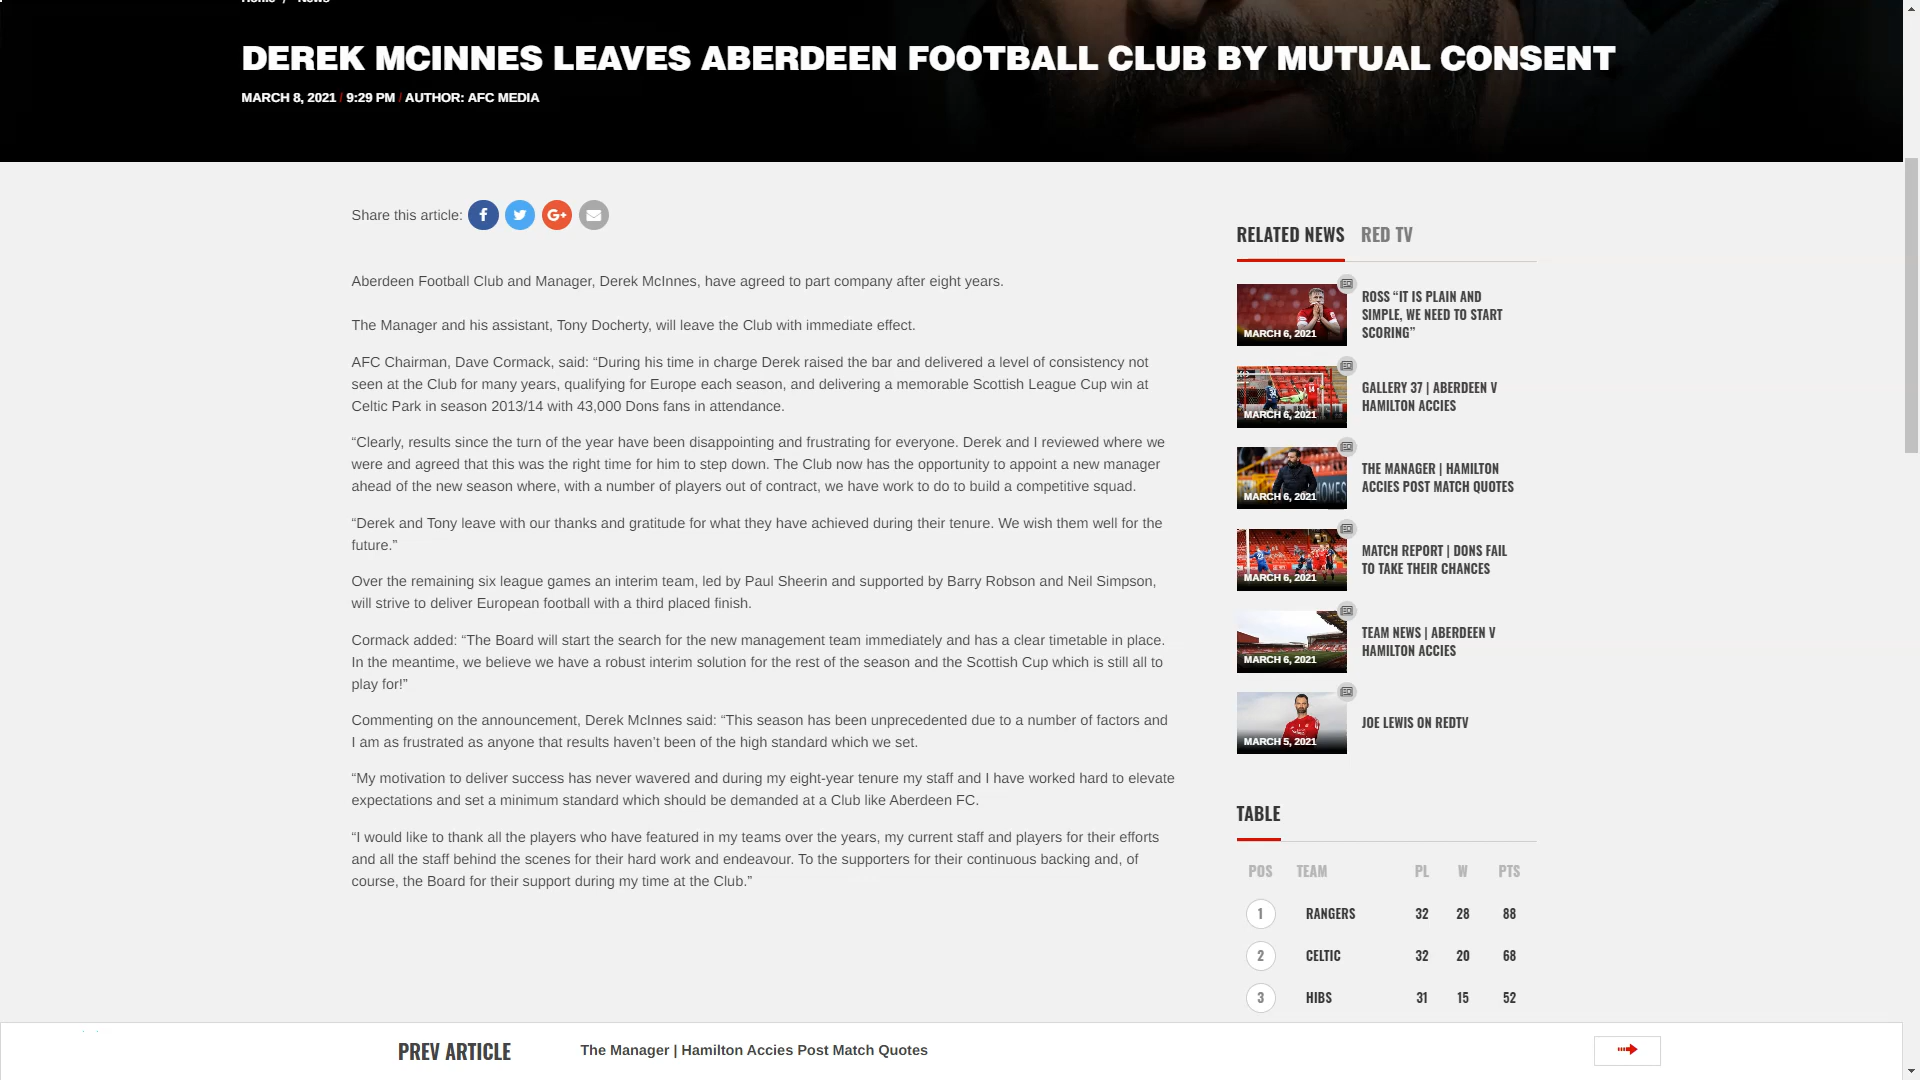 DEREK MCINNES LEAVES ABERDEEN FOOTBALL CLUB BY MUTUAL CONSENT
MARCH 8, 2021 / 9:29 PM / AUTHOR: AFC MEDIA
Share this article:
Aberdeen Football Club and Manager, Derek McInnes, have agreed to part company after eight years.
The Manager and his assistant, Tony Docherty, will leave the Club with immediate effect.
AFC Chairman, Dave Cormack, said: “During his time in charge Derek raised the bar and delivered a level of consistency not
seen at the Club for many years, qualifying for Europe each season, and delivering a memorable Scottish League Cup win at
Celtic Park in season 2013/14 with 43,000 Dons fans in attendance.
“Clearly, results since the turn of the year have been disappointing and frustrating for everyone. Derek and I reviewed where we
were and agreed that this was the right time for him to step down. The Club now has the opportunity to appoint a new manager
ahead of the new season where, with a number of players out of contract, we have work to do to build a competitive squad.
“Derek and Tony leave with our thanks and gratitude for what they have achieved during their tenure. We wish them well for the
future.”
Over the remaining six league games an interim team, led by Paul Sheerin and supported by Barry Robson and Neil Simpson,
will strive to deliver European football with a third placed finish.
Cormack added: “The Board will start the search for the new management team immediately and has a clear timetable in place.
In the meantime, we believe we have a robust interim solution for the rest of the season and the Scottish Cup which is still all to
play for!”
Commenting on the announcement, Derek McInnes said: “This season has been unprecedented due to a number of factors and
I am as frustrated as anyone that results haven’t been of the high standard which we set.
“My motivation to deliver success has never wavered and during my eight-year tenure my staff and I have worked hard to elevate
expectations and set a minimum standard which should be demanded at a Club like Aberdeen FC.
“I would like to thank all the players who have featured in my teams over the years, my current staff and players for their efforts
and all the staff behind the scenes for their hard work and endeavour. To the supporters for their continuous backing and, of
course, the Board for their support during my time at the Club.”
RELATED NEWS RED TV
MARCH 6, 2021
ROSS “IT IS PLAIN AND
SIMPLE, WE NEED TO START
SCORING”
MARCH 6, 2021
GALLERY 37 | ABERDEEN V
HAMILTON ACCIES
MARCH 6, 2021
THE MANAGER | HAMILTON
ACCIES POST MATCH QUOTES
MARCH 6, 2021
MATCH REPORT | DONS FAIL
TO TAKE THEIR CHANCES
MARCH 6, 2021
TEAM NEWS | ABERDEEN V
HAMILTON ACCIES
MARCH 5, 2021
JOE LEWIS ON REDTV
TABLE
POS TEAM PL W PTS
1 RANGERS 32 28 88
2 CELTIC 32 20 68
3 HIBS 31 15 52
PREV ARTICLE The Manager | Hamilton Accies Post Match Quotes